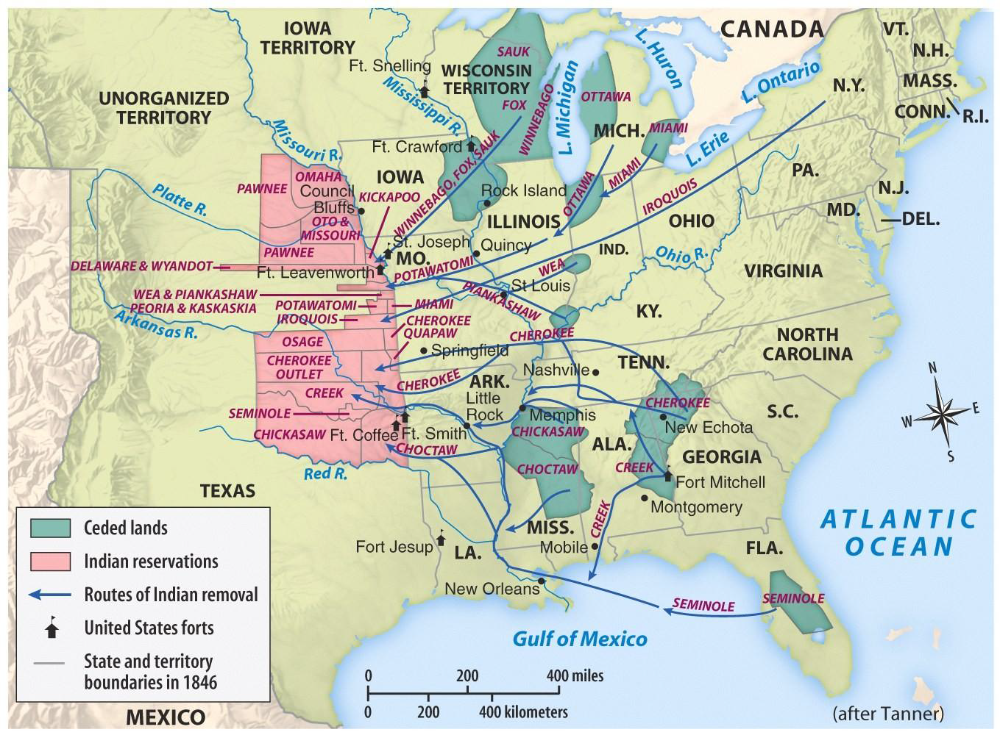 CANADA
IOWA
TERRITORY
VT.
N.H.
SAUK
L. Huron
Ft. Snelling
WISCONSIN
TERRITORY
MASS.
L. Ontario
N.Y.
UNORGANIZED
TERRITORY
Mississippi R.
FOX
WINNEBAGO
L. Michigan
OTTAWA
CONN.
R.I.
MICH.
MIAMI
L. Erie
Missouri R.
Ft. Crawford
WINNEBAGO, FOX, SAUK
PA.
OMAHA
IOWA
PAWNEE
Council
Bluffs
KICKAPOO
Rock Island
OTTAWA
MIAMI
IROQUOIS
N.J.
Platte R.
MD.
DEL.
OTO &
MISSOURI
ILLINOIS
OHIO
St. Joseph
Quincy
IND.
Ohio R.
PAWNEE
MO.
DELAWARE & WYANDOT
Ft. Leavenworth
POTAWATOMI
WEA
VIRGINIA
St Louis
PIANKASHAW
WEA & PIANKASHAW
PEORIA & KASKASKIA
POTAWATOMI
MIAMI
KY.
Arkansas R.
IROQUOIS
CHEROKEE
QUAPAW
CHEROKEE
NORTH
CAROLINA
OSAGE
Springfield
CHEROKEE
OUTLET
Nashville
TENN.
CHEROKEE
ARK.
N
CREEK
Little
Rock
CHEROKEE
E
W
S
SEMINOLE
Memphis
S.C.
CHICKASAW
New Echota
CHICKASAW
Ft. Coffee
Ft. Smith
ALA.
CHOCTAW
GEORGIA
Red R.
CHOCTAW
CREEK
Fort Mitchell
TEXAS
Montgomery
CREEK
MISS.
ATLANTIC
OCEAN
Fort Jesup
LA.
Mobile
FLA.
New Orleans
SEMINOLE
SEMINOLE
Gulf of Mexico
Ceded lands
Indian reservations
Routes of Indian removal
United States forts
State and territory
boundaries in 1846
0 200 400 miles
0 200 400 kilometers
MEXICO
(after Tanner)